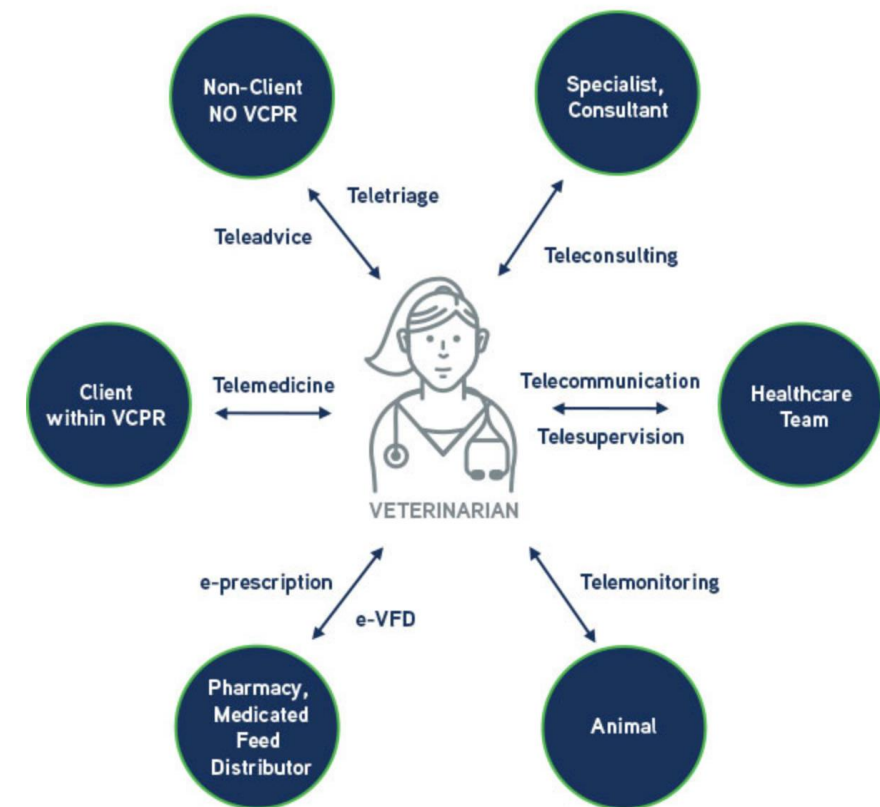 Non-Client
NO VCPR
Specialist,
Consultant
Teletriage
Teleadvice
Teleconsulting
Client
within VCPR
Telemedicine
Telecommunication
Telesupervision
Healthcare
Team
VETERINARIAN
e-prescription
e-VFD
Telemonitoring
Pharmacy,
Medicated
Feed
Distributor
Animal